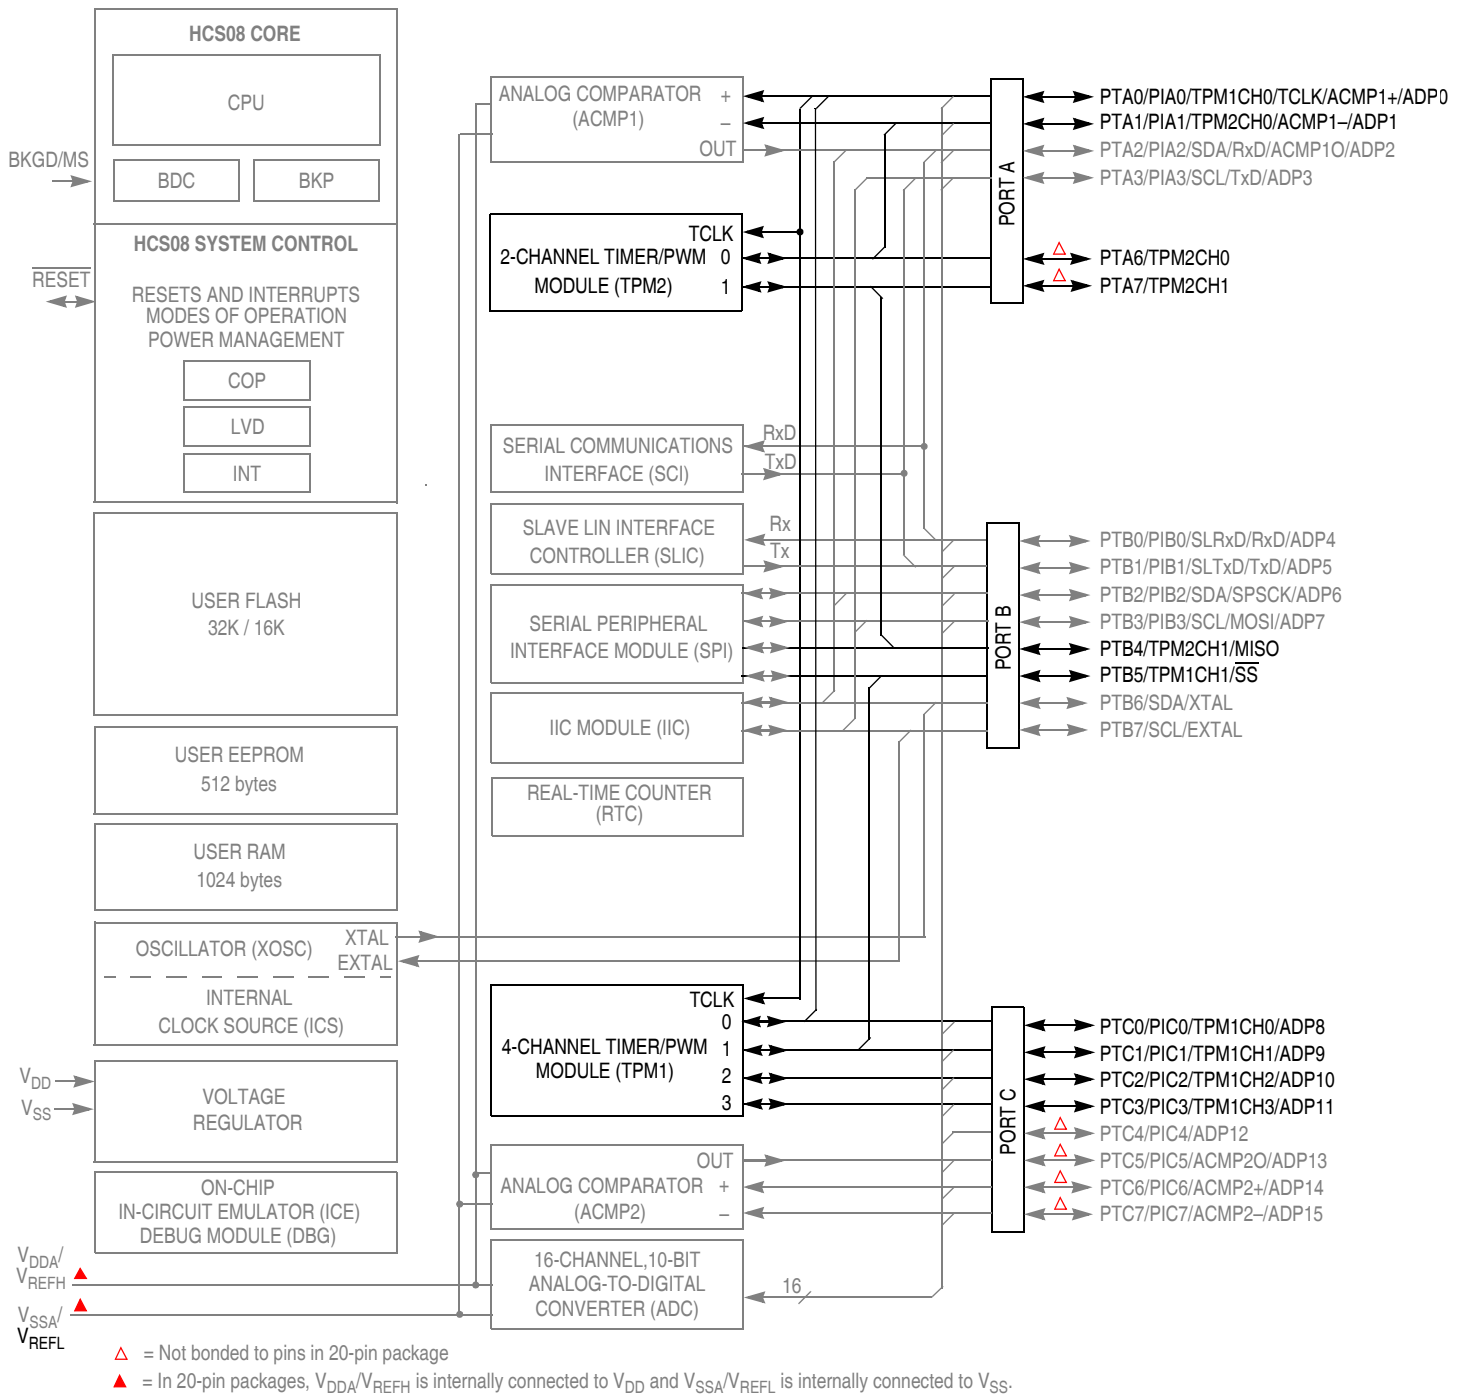 HCS08 CORE
CPU
BDC
BKP
BKGD/MS
HCS08 SYSTEM CONTROL
RESET
RESETS AND INTERRUPTS
MODES OF OPERATION
POWER MANAGEMENT
COP
LVD
INT
USER FLASH
32K / 16K
USER EEPROM
512 bytes
USER RAM
1024 bytes
OSCILLATOR (XOSC)
XTAL
EXTAL
INTERNAL
CLOCK SOURCE (ICS)
VDD
VSS
VOLTAGE
REGULATOR
ON-CHIP
IN-CIRCUIT EMULATOR (ICE)
DEBUG MODULE (DBG)
VDDA/
VREFH
VSSA/
VREFL
ANALOG COMPARATOR
(ACMP1)
+
–
OUT
TCLK
2-CHANNEL TIMER/PWM 0
MODULE (TPM2) 1
SERIAL COMMUNICATIONS
INTERFACE (SCI)
RxD
TxD
SLAVE LIN INTERFACE
CONTROLLER (SLIC)
Rx
Tx
SERIAL PERIPHERAL
INTERFACE MODULE (SPI)
IIC MODULE (IIC)
REAL-TIME COUNTER
(RTC)
TCLK
0
4-CHANNEL TIMER/PWM 1
MODULE (TPM1) 2
3
OUT
ANALOG COMPARATOR +
(ACMP2) –
16-CHANNEL,10-BIT
ANALOG-TO-DIGITAL
CONVERTER (ADC)
16
PORT A
PTA0/PIA0/TPM1CH0/TCLK/ACMP1+/ADP0
PTA1/PIA1/TPM2CH0/ACMP1–/ADP1
PTA2/PIA2/SDA/RxD/ACMP1O/ADP2
PTA3/PIA3/SCL/TxD/ADP3
PTA6/TPM2CH0
PTA7/TPM2CH1
PORT B
PTB0/PIB0/SLRxD/RxD/ADP4
PTB1/PIB1/SLTxD/TxD/ADP5
PTB2/PIB2/SDA/SPSCK/ADP6
PTB3/PIB3/SCL/MOSI/ADP7
PTB4/TPM2CH1/MISO
PTB5/TPM1CH1/SS
PTB6/SDA/XTAL
PTB7/SCL/EXTAL
PORT C
PTC0/PIC0/TPM1CH0/ADP8
PTC1/PIC1/TPM1CH1/ADP9
PTC2/PIC2/TPM1CH2/ADP10
PTC3/PIC3/TPM1CH3/ADP11
PTC4/PIC4/ADP12
PTC5/PIC5/ACMP2O/ADP13
PTC6/PIC6/ACMP2+/ADP14
PTC7/PIC7/ACMP2–/ADP15
△ = Not bonded to pins in 20-pin package
▲ = In 20-pin packages, VDDA/VREFH is internally connected to VDD and VSSA/VREFL is internally connected to VSS.